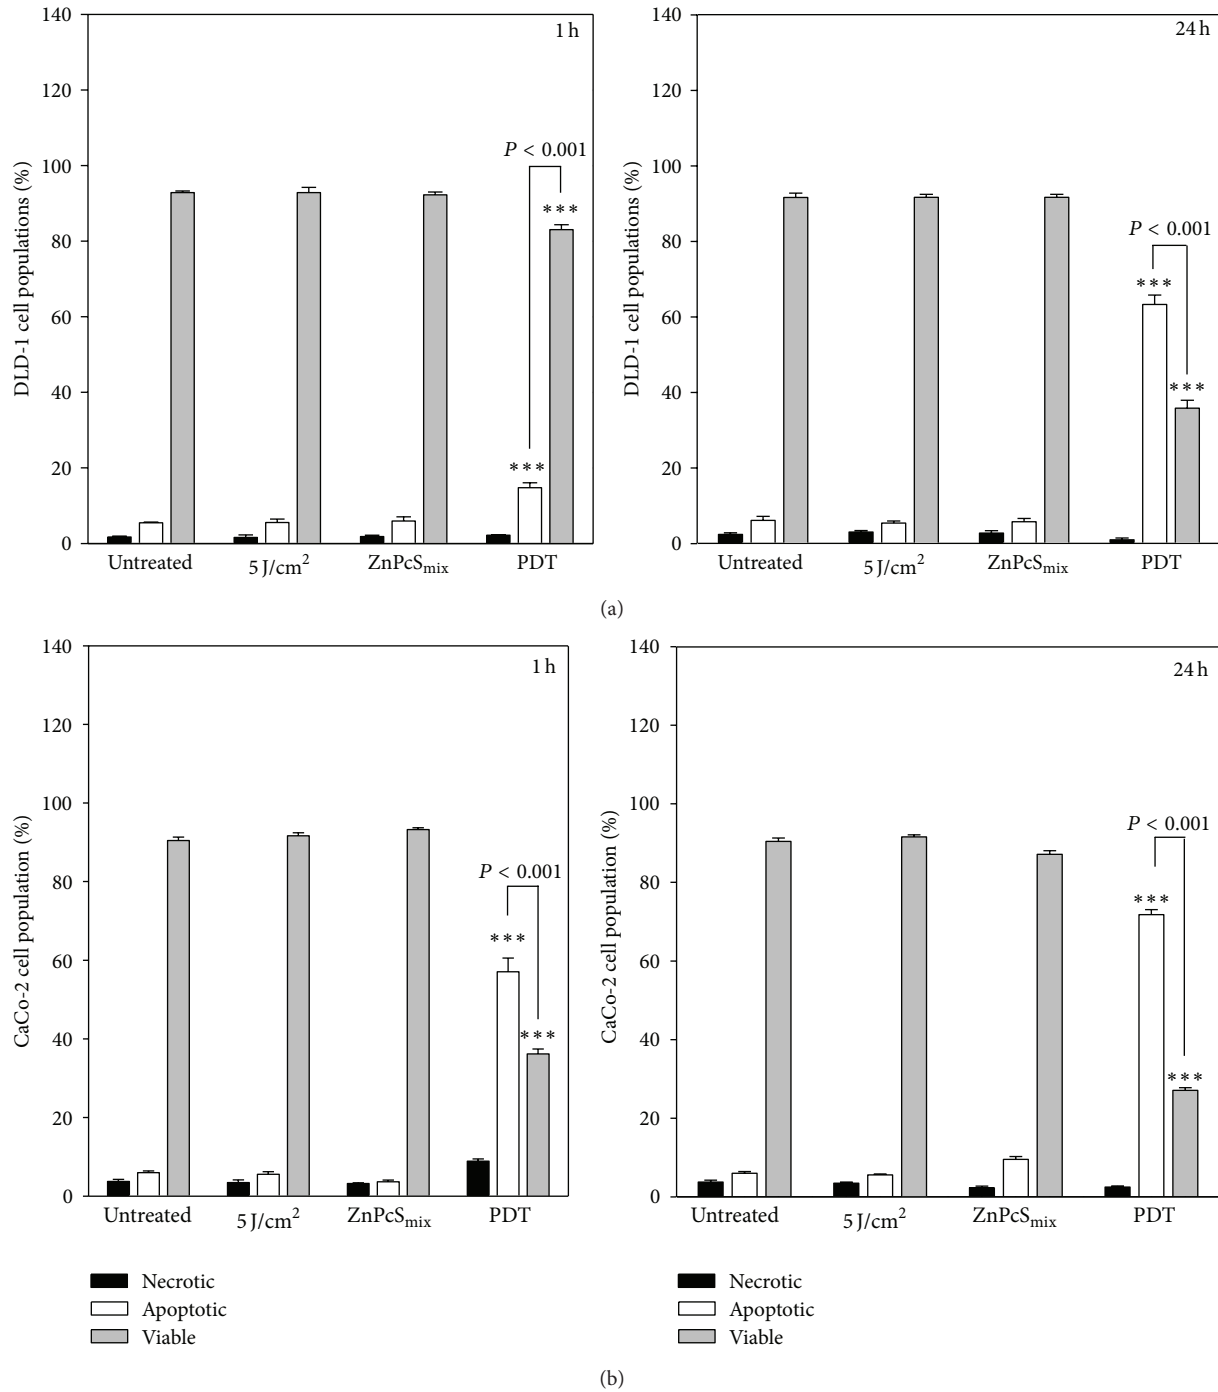 140
120
100
80
60
40
20
0
DLD-1 cell populations (%)
1 h
P < 0.001
***
***
Untreated
5 J/cm²
ZnPcSmix
PDT
140
120
100
80
60
40
20
0
DLD-1 cell populations (%)
24 h
P < 0.001
***
***
Untreated
5 J/cm²
ZnPcSmix
PDT
(a)
140
120
100
80
60
40
20
0
CaCo-2 cell population (%)
1 h
P < 0.001
***
***
Untreated
5 J/cm²
ZnPcSmix
PDT
Necrotic
Apoptotic
Viable
140
120
100
80
60
40
20
0
CaCo-2 cell population (%)
24 h
P < 0.001
***
***
Untreated
5 J/cm²
ZnPcSmix
PDT
Necrotic
Apoptotic
Viable
(b)